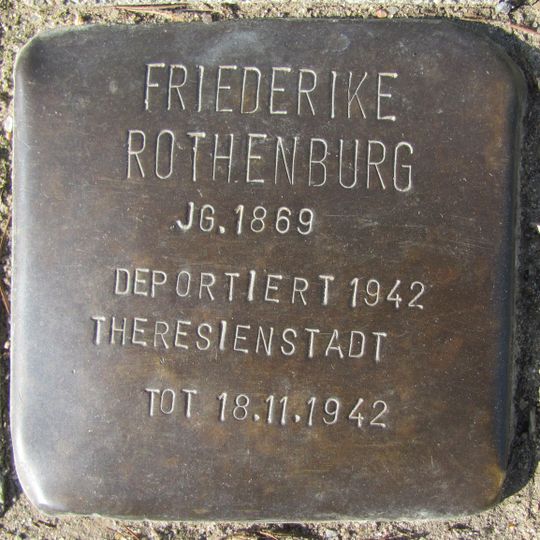 FRIEDERIKE
ROTHENBURG
JG.1869
DEPORTIERT 1942
THERESIENSTADT
TOT 18.11.1942